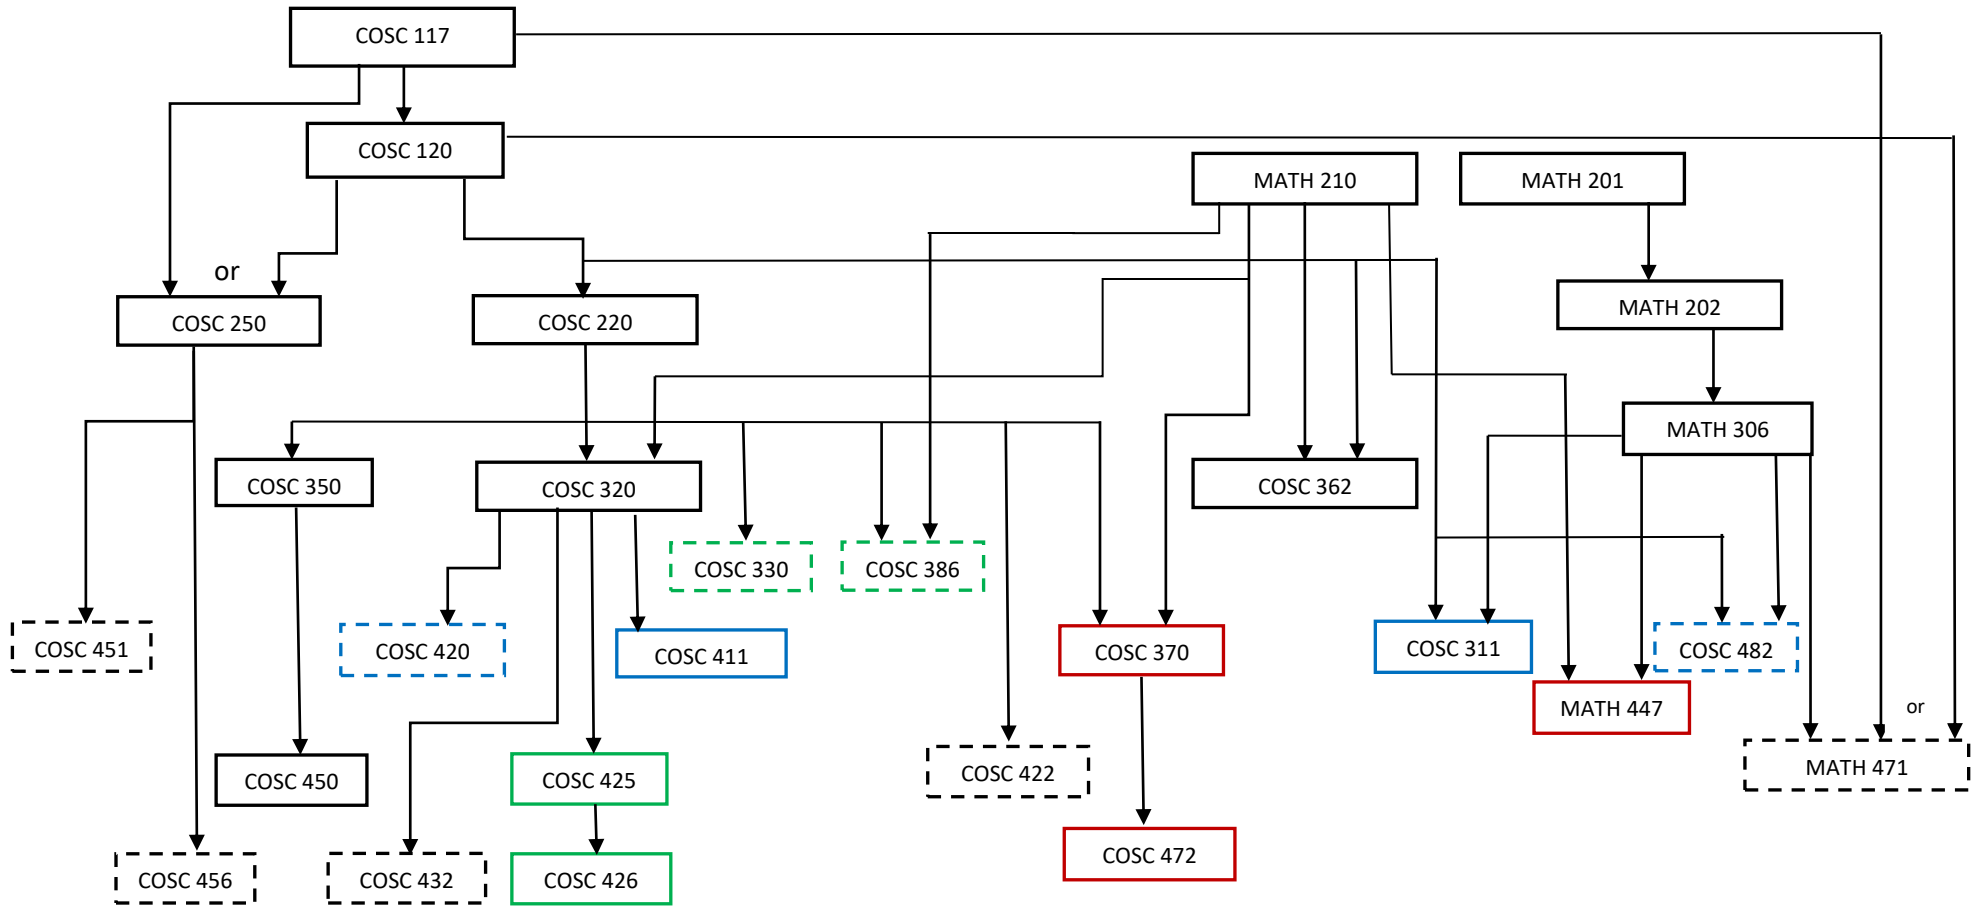 COSC 117
COSC 120
MATH 210
MATH 201
or
COSC 250
COSC 220
MATH 202
MATH 306
COSC 350
COSC 320
COSC 362
COSC 330
COSC 386
COSC 451
COSC 420
COSC 411
COSC 370
COSC 311
COSC 482
MATH 447
or
COSC 450
COSC 425
COSC 422
MATH 471
COSC 472
COSC 456
COSC 432
COSC 426